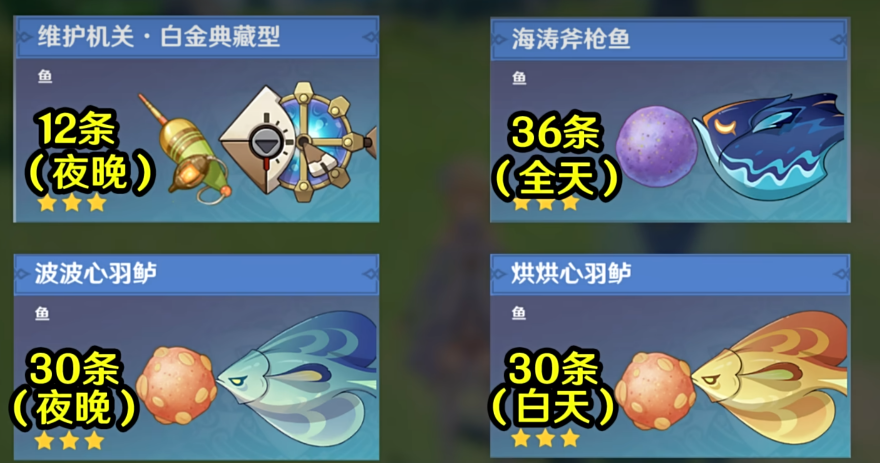 维护机关·白金典藏型
鱼
12条
（夜晚）
海涛斧枪鱼
鱼
36条
（全天）
波波心羽鲈
鱼
30条
（夜晚）
烘烘心羽鲈
鱼
30条
（白天）